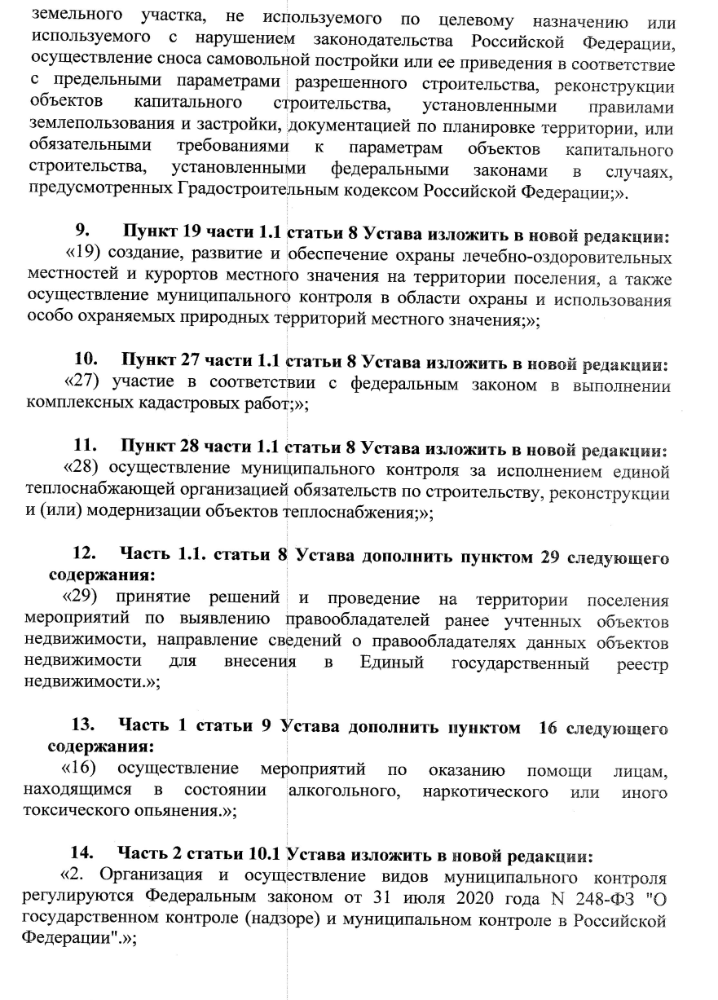 земельного участка, не используемого по целевому назначению или
используемого с нарушением законодательства Российской Федерации,
осуществление сноса самовольной постройки или ее приведения в соответствие
с предельными параметрами разрешенного строительства, реконструкции
объектов капитального строительства, установленными правилами
землепользования и застройки, документацией по планировке территории, или
обязательными требованиями к параметрам объектов капитального
строительства, установленными федеральными законами в случаях,
предусмотренных Градостроительным кодексом Российской Федерации;».
9. Пункт 19 части 1.1 статьи 8 Устава изложить в новой редакции:
«19) создание, развитие и обеспечение охраны лечебно-оздоровительных
местностей и курортов местного значения на территории поселения, а также
осуществление муниципального контроля в области охраны и использования
особо охраняемых природных территорий местного значения;»;
10. Пункт 27 части 1.1 статьи 8 Устава изложить в новой редакции:
«27) участие в соответствии с федеральным законом в выполнении
комплексных кадастровых работ;»;
11. Пункт 28 части 1.1 статьи 8 Устава изложить в новой редакции:
«28) осуществление муниципального контроля за исполнением единой
теплоснабжающей организацией обязательств по строительству, реконструкции
и (или) модернизации объектов теплоснабжения;»;
12. Часть 1.1. статьи 8 Устава дополнить пунктом 29 следующего
содержания:
«29) принятие решений и проведение на территории поселения
мероприятий по выявлению правообладателей ранее учтенных объектов
недвижимости, направление сведений о правообладателях данных объектов
недвижимости для внесения в Единый государственный реестр
недвижимости.»;
13. Часть 1 статьи 9 Устава дополнить пунктом 16 следующего
содержания:
«16) осуществление мероприятий по оказанию помощи лицам,
находящимся в состоянии алкогольного, наркотического или иного
токсического опьянения.»;
14. Часть 2 статьи 10.1 Устава изложить в новой редакции:
«2. Организация и осуществление видов муниципального контроля
регулируются Федеральным законом от 31 июля 2020 года N 248-ФЗ "О
государственном контроле (надзоре) и муниципальном контроле в Российской
Федерации".»;